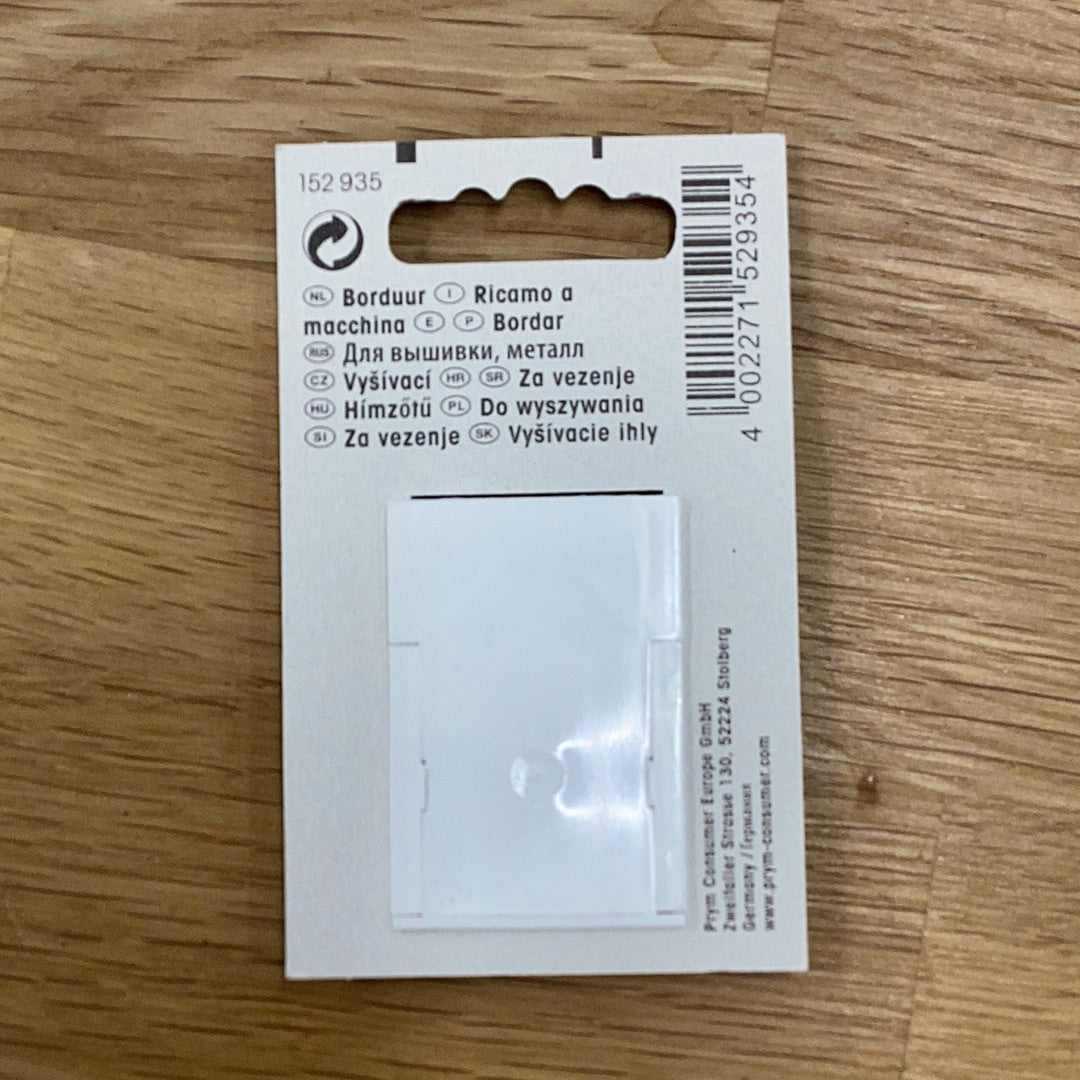 152 935
NL Borduur I Ricamo a
macchina E P Bordar
RUS Для вышивки, металл
CZ Vyšívací HR SR Za vezenje
HU Hímzőtű PL Do wyszywania
SI Za vezenje SK Vyšívacie ihly
4 002271 529354
Prym Consumer Europe GmbH
Zweifaller Strasse 130, 52224 Stolberg
Germany / Германия
www.prym-consumer.com